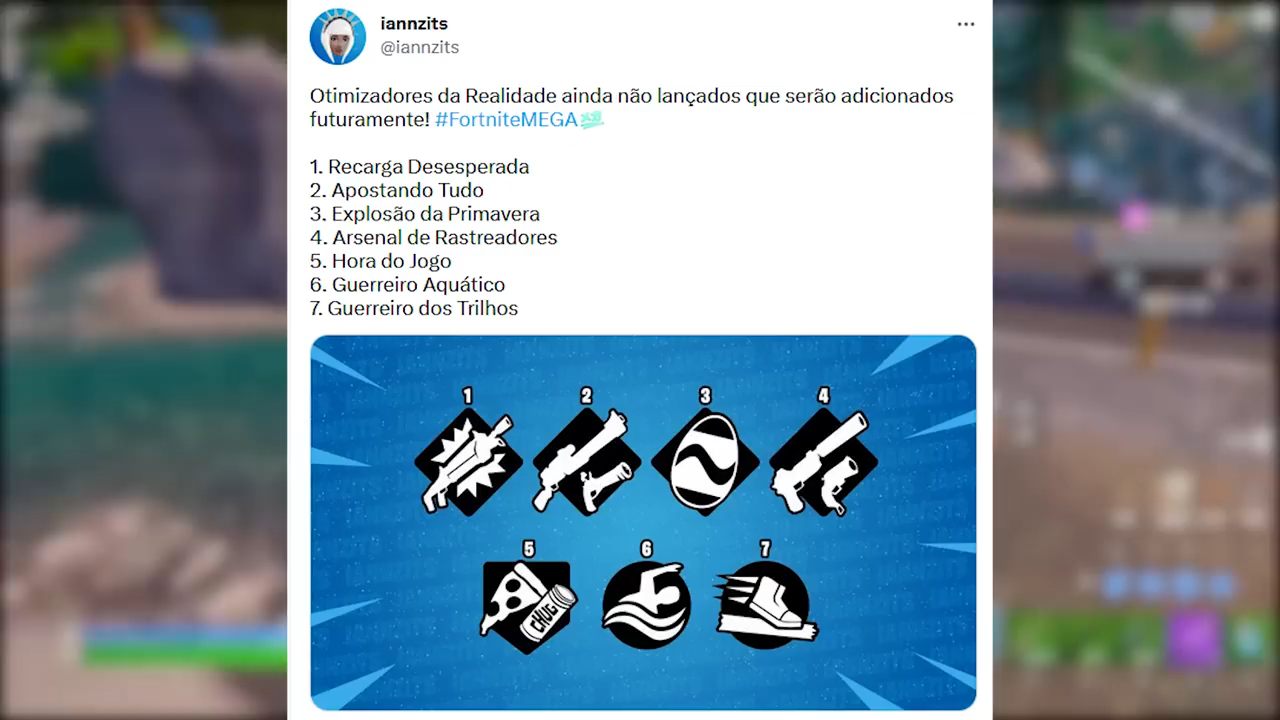 iannzits
@iannzits
Otimizadores da Realidade ainda não lançados que serão adicionados
futuramente! #FortniteMEGA
1. Recarga Desesperada
2. Apostando Tudo
3. Explosão da Primavera
4. Arsenal de Rastreadores
5. Hora do Jogo
6. Guerreiro Aquático
7. Guerreiro dos Trilhos
1 2 3 4
5 6 7
CHUG